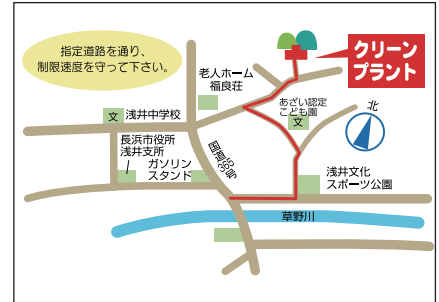 指定道路を通り、
制限速度を守って下さい。
クリーン
プラント
老人ホーム
福良荘
あざい認定
こども園
文
北
文
浅井中学校
長浜市役所
浅井支所
ガソリン
スタンド
国道365号
浅井文化
スポーツ公園
草野川